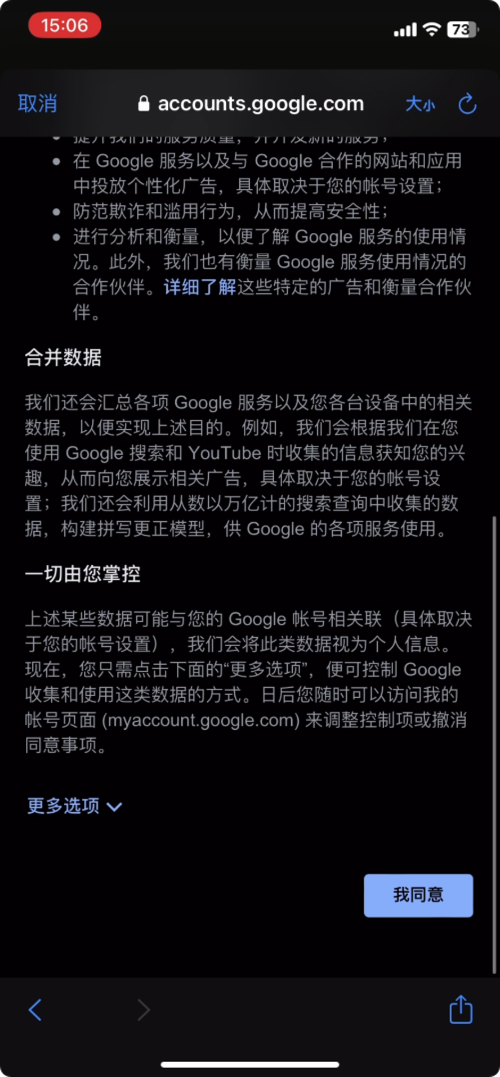 15:06
73
取消
accounts.google.com
大小
提升我们的服务质量，并开发新的服务；
在 Google 服务以及与 Google 合作的网站和应用
中投放个性化广告，具体取决于您的帐号设置；
防范欺诈和滥用行为，从而提高安全性；
进行分析和衡量，以便了解 Google 服务的使用情
况。此外，我们也有衡量 Google 服务使用情况的
合作伙伴。详细了解这些特定的广告和衡量合作伙
伴。
合并数据
我们还会汇总各项 Google 服务以及您各台设备中的相关
数据，以便实现上述目的。例如，我们会根据我们在您
使用 Google 搜索和 YouTube 时收集的信息获知您的兴
趣，从而向您展示相关广告，具体取决于您的帐号设
置；我们还会利用从数以万亿计的搜索查询中收集的数
据，构建拼写更正模型，供 Google 的各项服务使用。
一切由您掌控
上述某些数据可能与您的 Google 帐号相关联（具体取决
于您的帐号设置），我们会将此类数据视为个人信息。
现在，您只需点击下面的“更多选项”，便可控制 Google
收集和使用这类数据的方式。日后您随时可以访问我的
帐号页面 (myaccount.google.com) 来调整控制项或撤消
同意事项。
更多选项
我同意